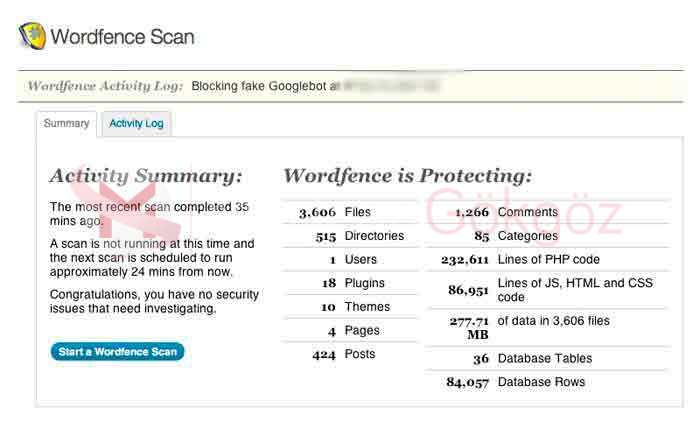 Wordfence Scan
Wordfence Activity Log: Blocking fake Googlebot at
Summary
Activity Log
Activity Summary:
The most recent scan completed 35
mins ago.
A scan is not running at this time and
the next scan is scheduled to run
approximately 24 mins from now.
Congratulations, you have no security
issues that need investigating.
Start a Wordfence Scan
Wordfence is Protecting:
3,606 Files
515 Directories
1 Users
18 Plugins
10 Themes
4 Pages
424 Posts
1,266 Comments
85 Categories
232,611 Lines of PHP code
86,951 Lines of JS, HTML and CSS
code
277.71 of data in 3,606 files
MB
36 Database Tables
84,057 Database Rows
Gökgöz